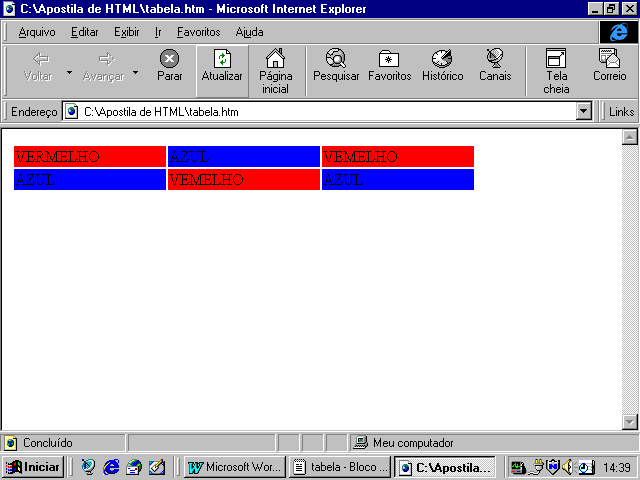 C:\Apostila de HTML\tabela.htm - Microsoft Internet Explorer
Arquivo Editar Exibir Ir Favoritos Ajuda
Voltar Avançar Parar Atualizar Página inicial Pesquisar Favoritos Histórico Canais Tela cheia Correio
Endereço C:\Apostila de HTML\tabela.htm Links
VERMELHO AZUL VEMELHO
AZUL VEMELHO AZUL
Concluído Meu computador
Iniciar Microsoft Wor... tabela - Bloco ... C:\Apostila... 14:39